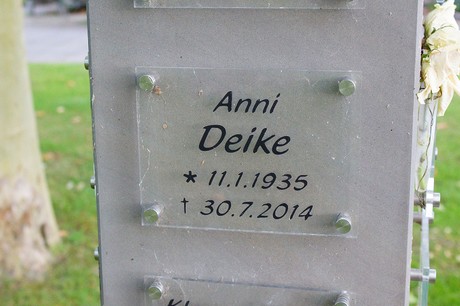 Anni
Deike
* 11.1.1935
† 30.7.2014